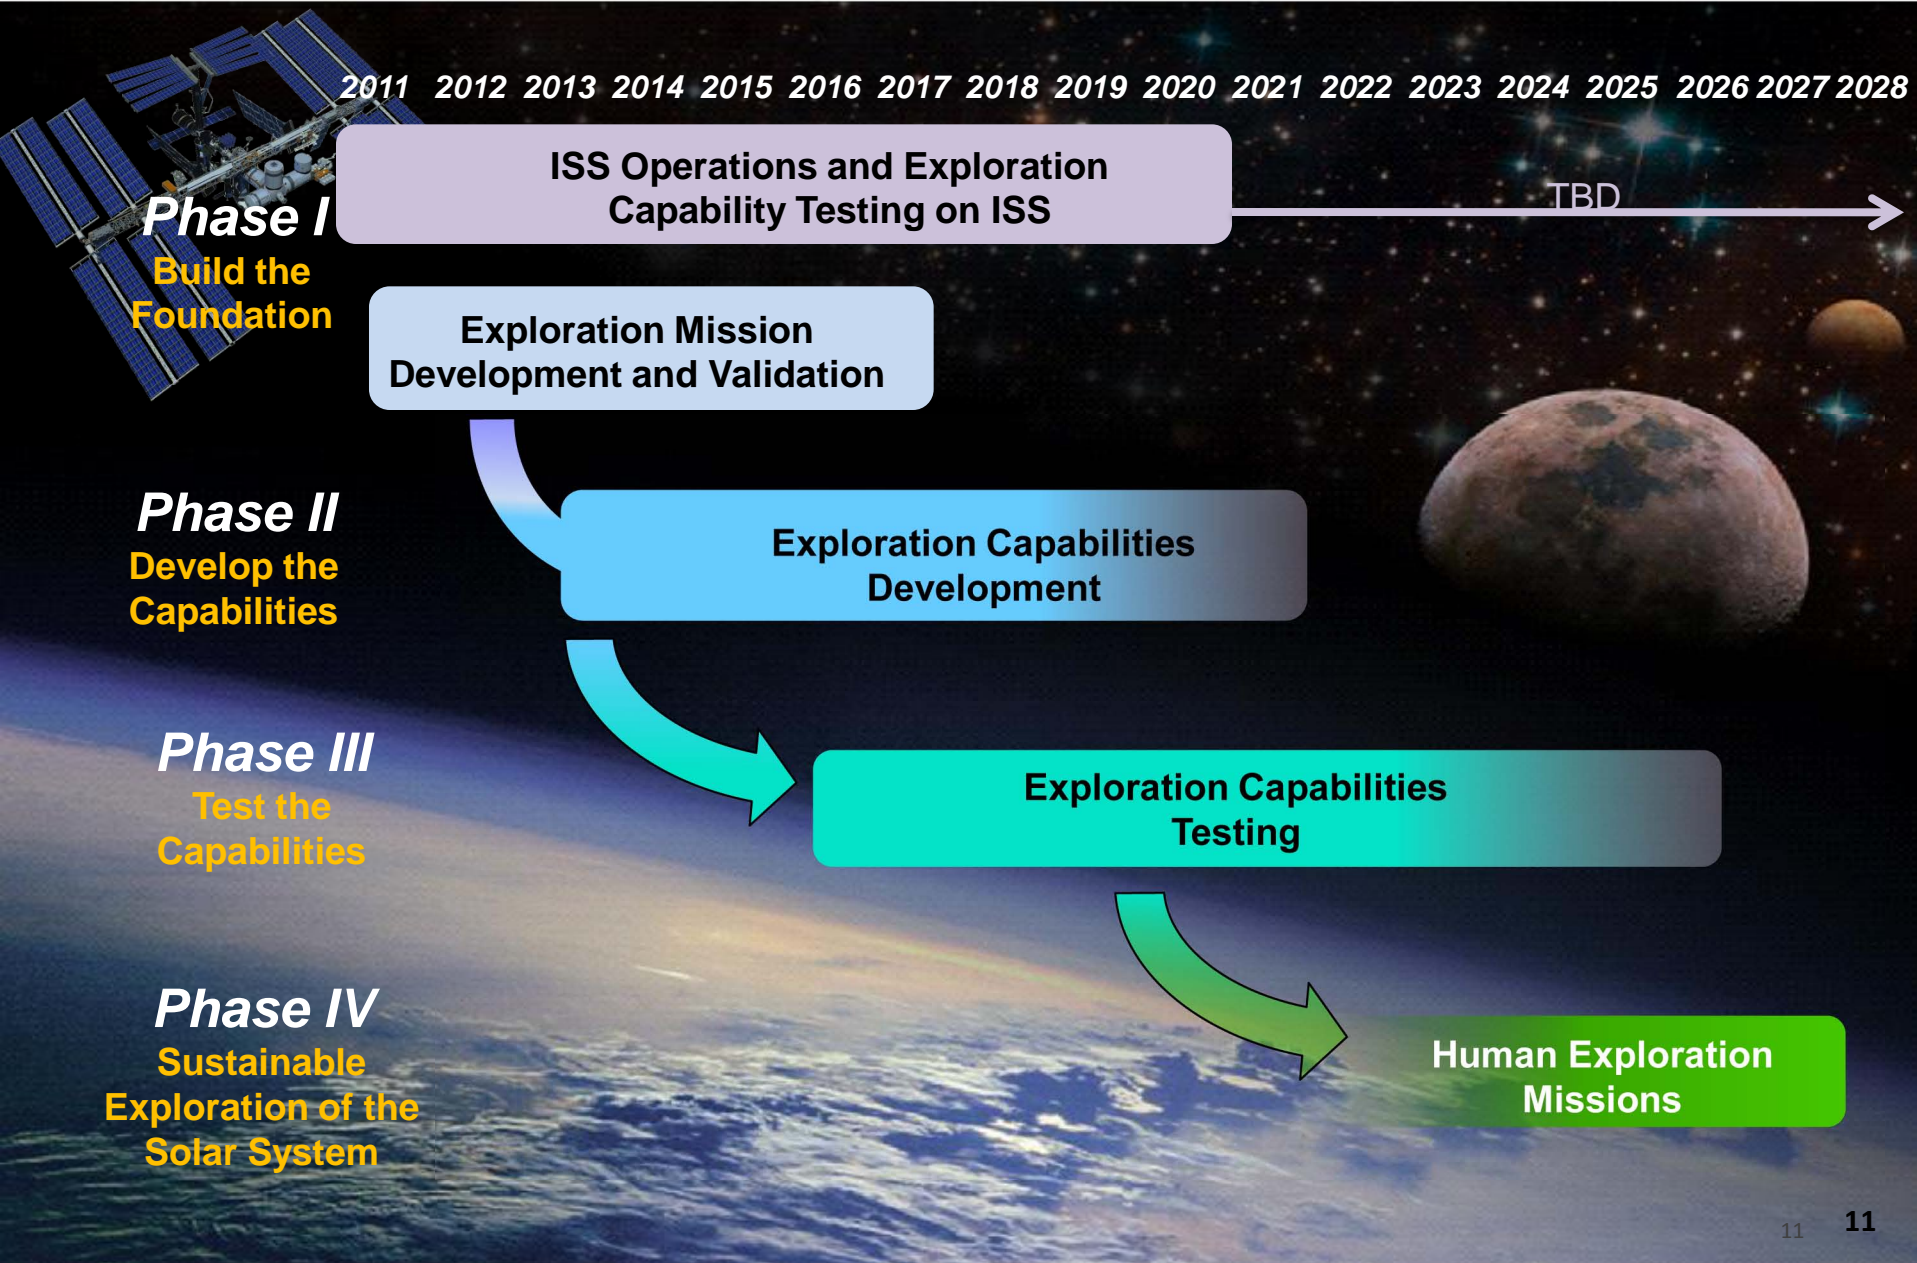 2011 2012 2013 2014 2015 2016 2017 2018 2019 2020 2021 2022 2023 2024 2025 2026 2027 2028
ISS Operations and Exploration
Capability Testing on ISS
TBD
Phase I
Build the
Foundation
Exploration Mission
Development and Validation
Phase II
Develop the
Capabilities
Exploration Capabilities
Development
Phase III
Test the
Capabilities
Exploration Capabilities
Testing
Phase IV
Sustainable
Exploration of the
Solar System
Human Exploration
Missions
11
11